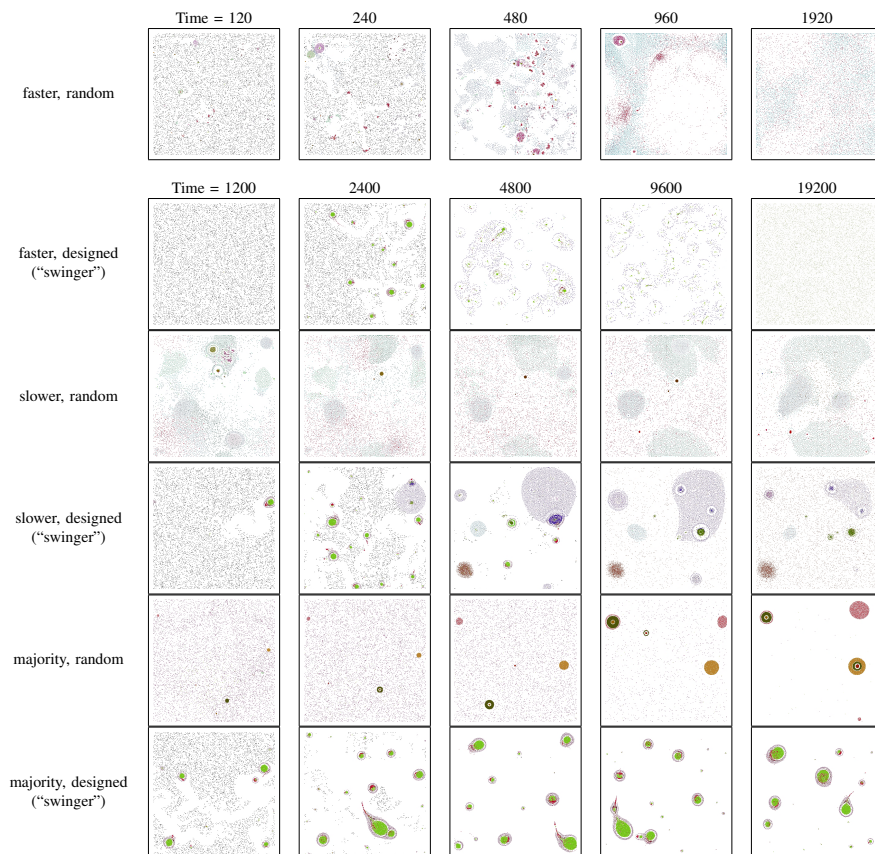 Time = 120 240 480 960 1920
faster, random
Time = 1200 2400 4800 9600 19200
faster, designed
(“swinger”)
slower, random
slower, designed
(“swinger”)
majority, random
majority, designed
(“swinger”)